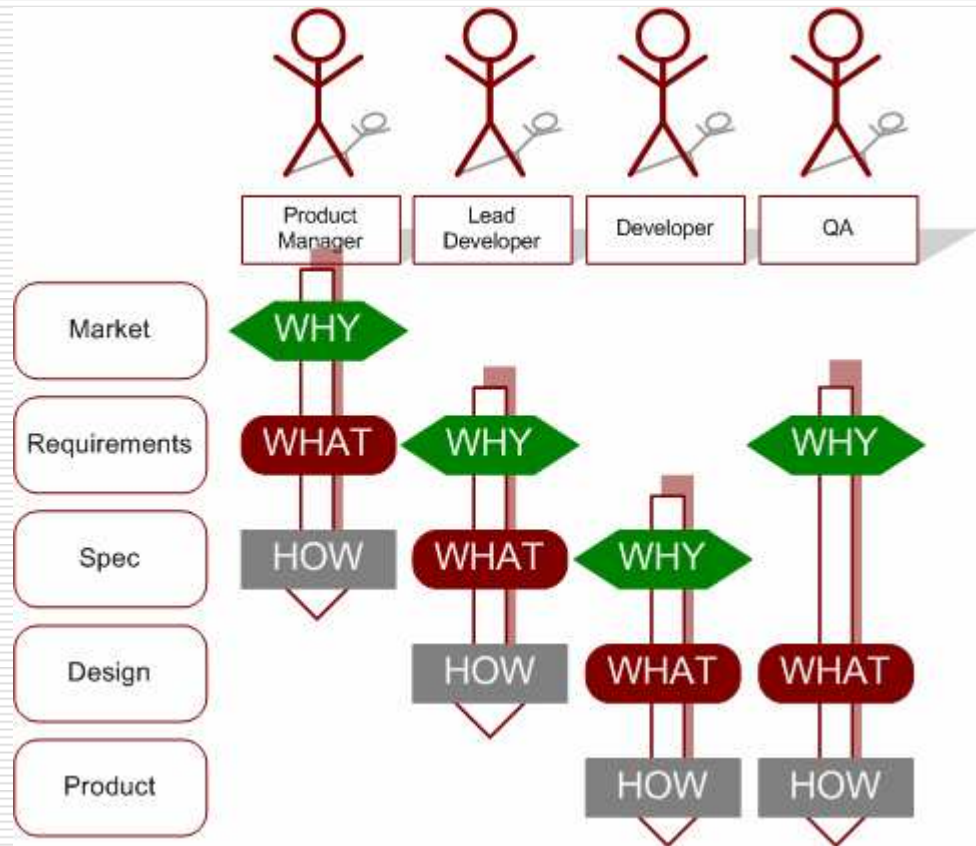 Product
Manager
Lead
Developer
Developer
QA
Market
WHY
Requirements
WHAT
WHY
WHY
Spec
HOW
WHAT
WHY
Design
HOW
WHAT
WHAT
Product
HOW
HOW